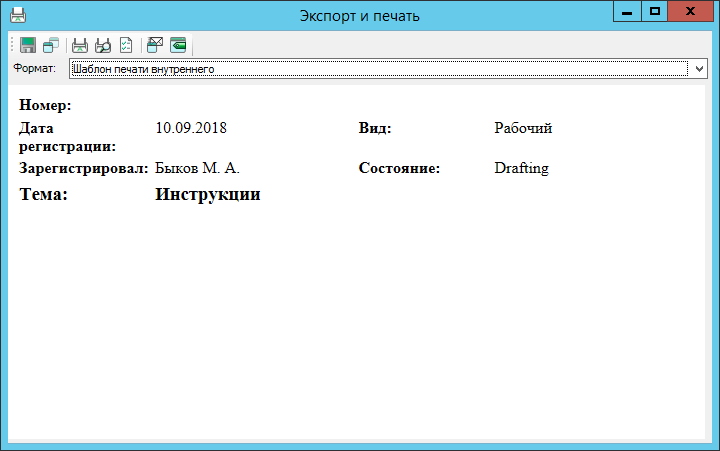 Экспорт и печать
Формат: Шаблон печати внутреннего
Номер:
Дата регистрации: 10.09.2018 Вид: Рабочий
Зарегистрировал: Быков М. А. Состояние: Drafting
Тема: Инструкции